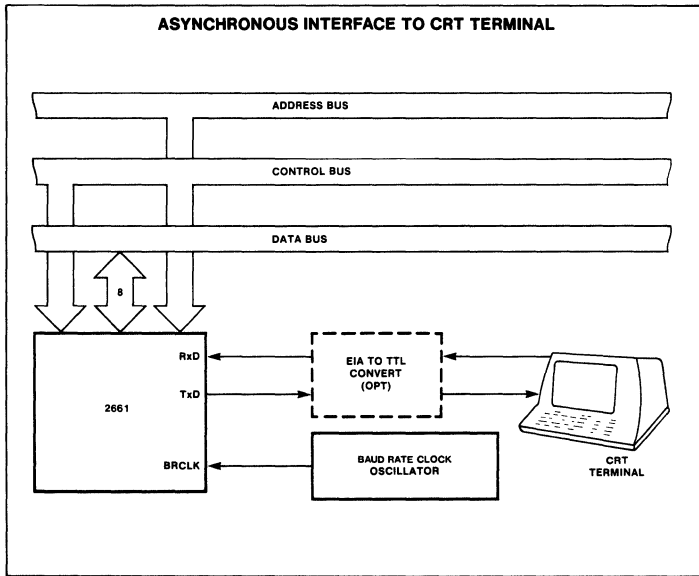 ASYNCHRONOUS INTERFACE TO CRT TERMINAL
ADDRESS BUS
CONTROL BUS
DATA BUS
8
RxD
TxD
2661
BRCLK
EIA TO TTL
CONVERT
(OPT)
BAUD RATE CLOCK
OSCILLATOR
CRT
TERMINAL